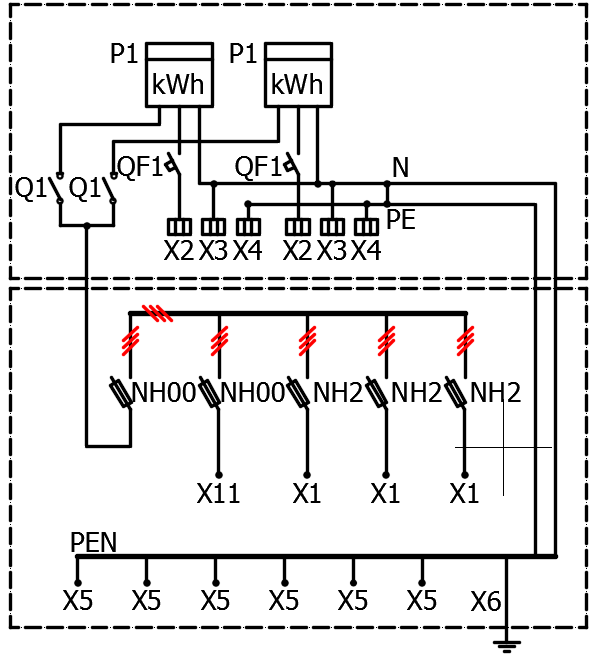 P1 P1
kWh kWh
QF1 QF1 N
Q1 Q1
PE
X2 X3 X4 X2 X3 X4
NH00 NH00 NH2 NH2 NH2
X11 X1 X1 X1
PEN
X5 X5 X5 X5 X5 X5 X6